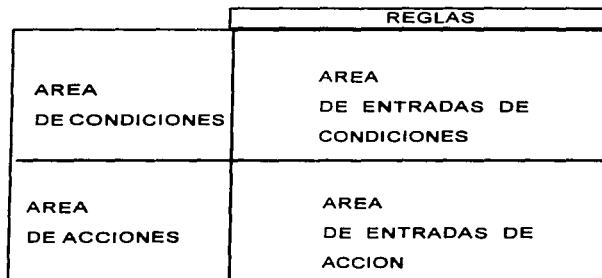 REGLAS
AREA
DE CONDICIONES
AREA
DE ENTRADAS DE
CONDICIONES
AREA
DE ACCIONES
AREA
DE ENTRADAS DE
ACCION